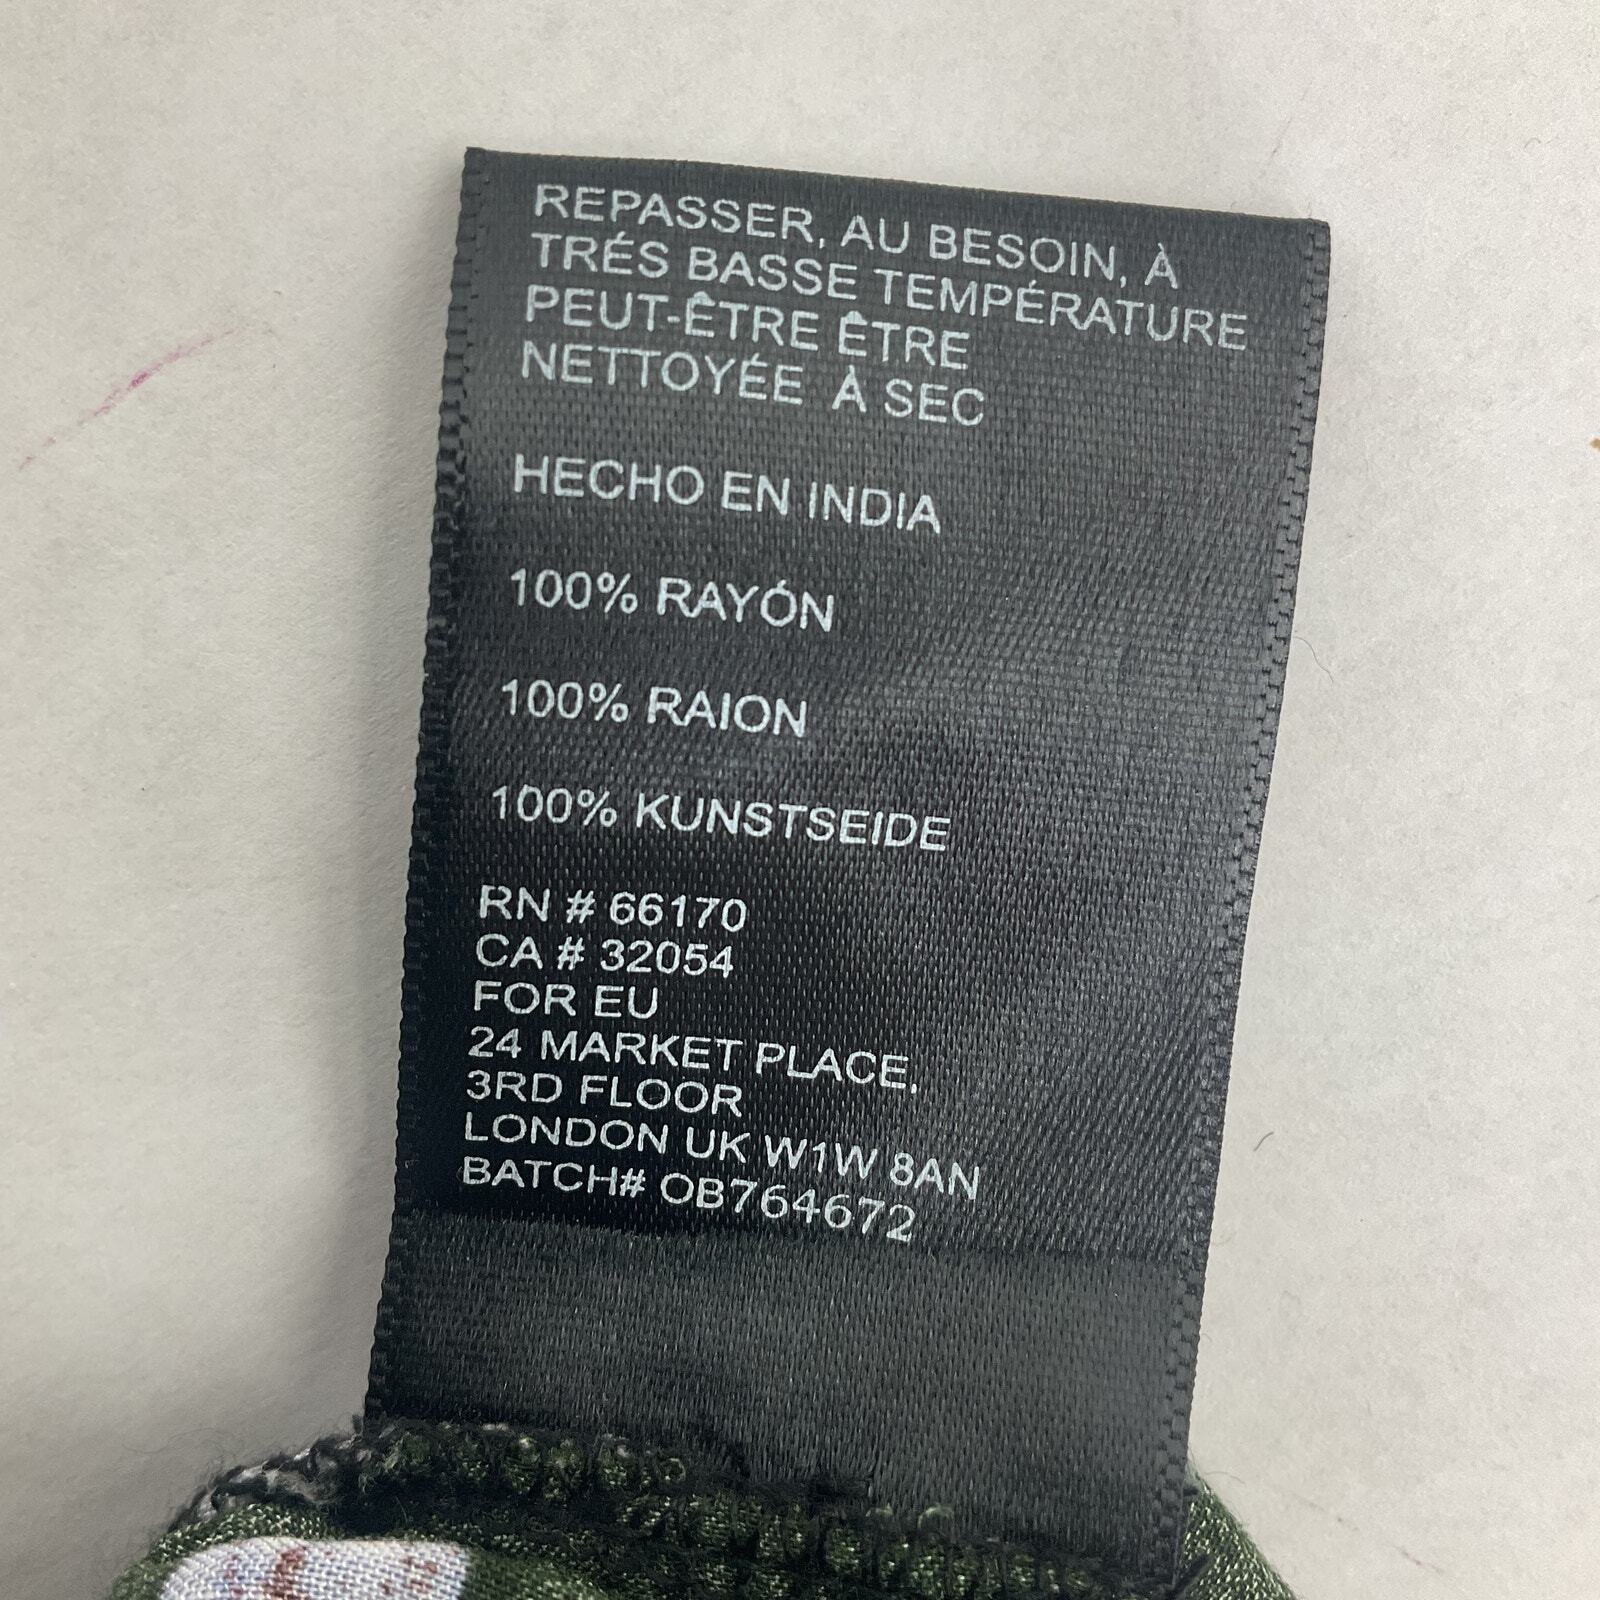 REPASSER, AU BESOIN, À
TRÉS BASSE TEMPÉRATURE
PEUT-ÊTRE ÊTRE
NETTOYÉE À SEC
HECHO EN INDIA
100% RAYÓN
100% RAION
100% KUNSTSEIDE
RN # 66170
CA # 32054
FOR EU
24 MARKET PLACE,
3RD FLOOR
LONDON UK W1W 8AN
BATCH# OB764672